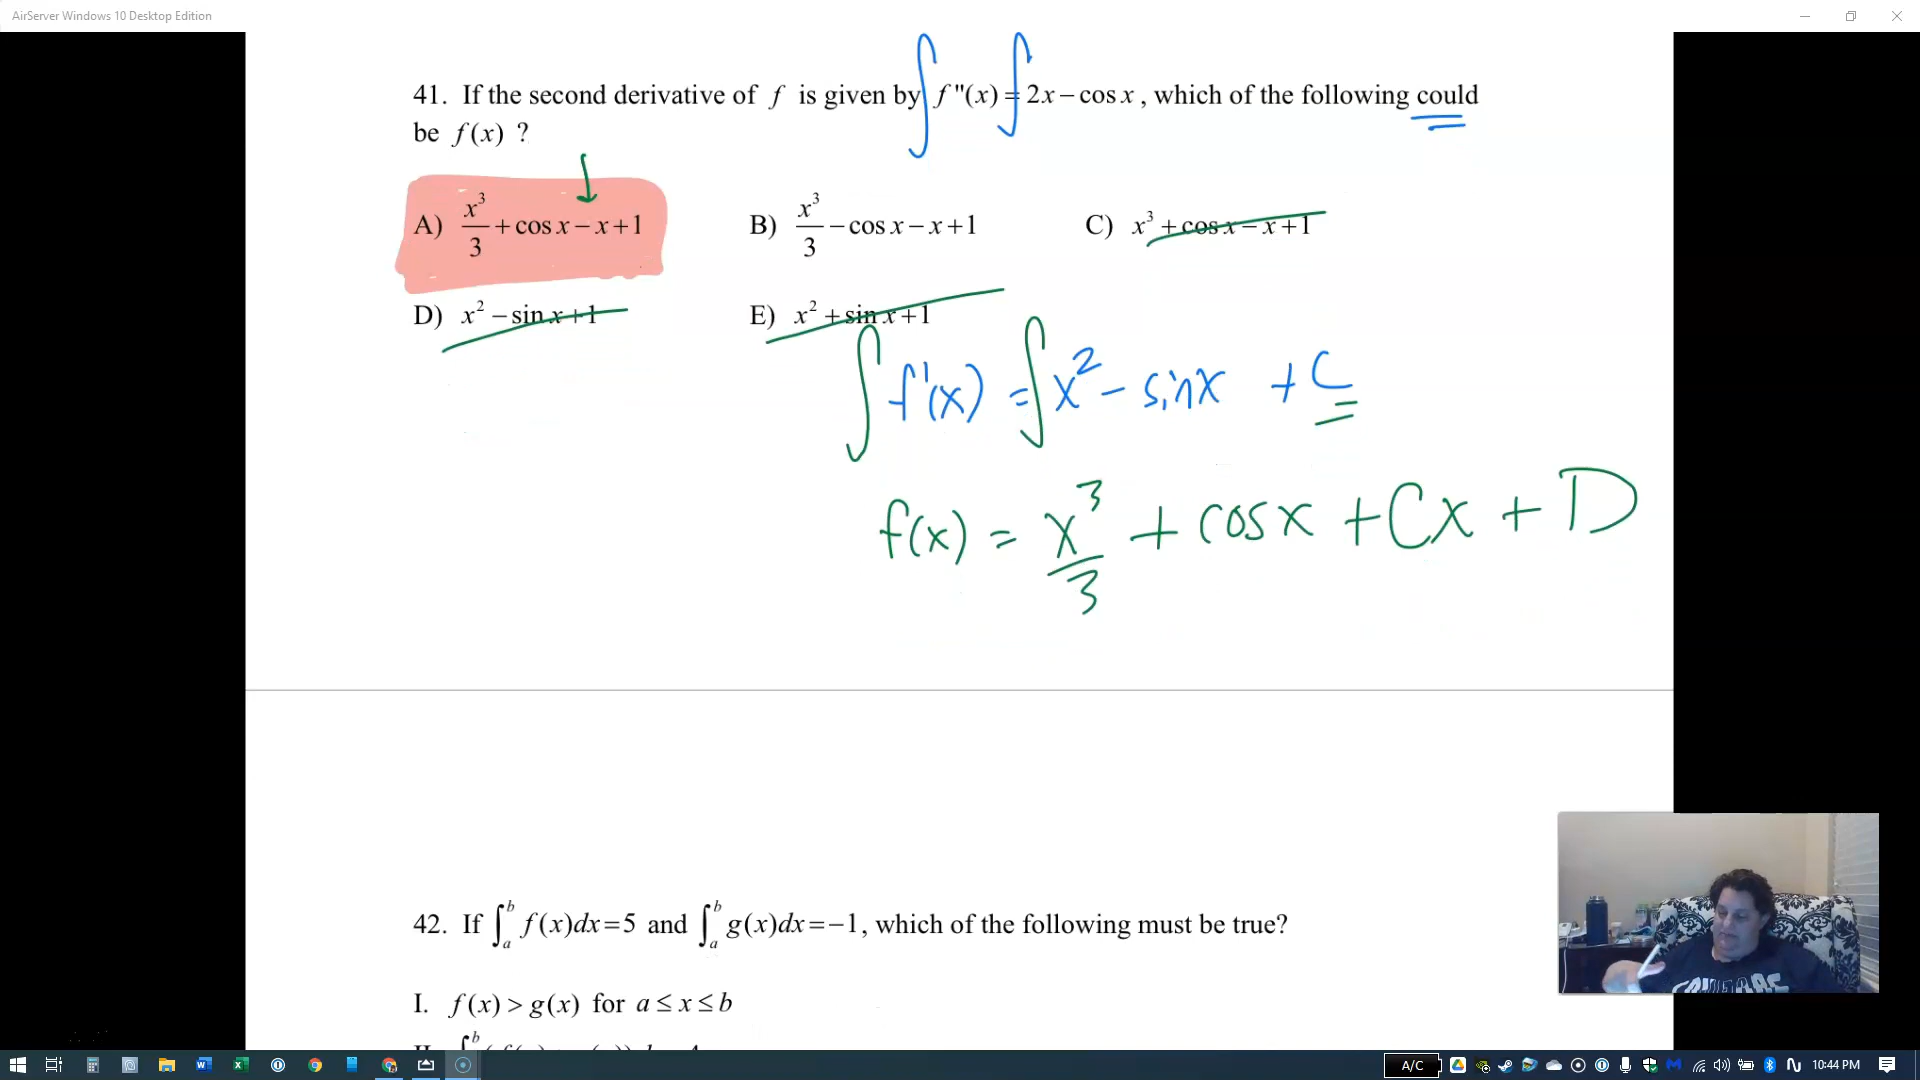 AirServer Windows 10 Desktop Edition
41. If the second derivative of f is given by ∫ f "(x) = ∫ 2x − cos x , which of the following could
be f(x) ?
A) x³/3 + cos x − x + 1 B) x³/3 − cos x − x + 1 C) x³ + cos x − x + 1
D) x² − sin x + 1 E) x² + sin x + 1
∫ f'(x) = ∫ x² − sin x + C
f(x) = x³/3 + cos x + Cx + D
42. If ∫ₐᵇ f(x)dx = 5 and ∫ₐᵇ g(x)dx = −1, which of the following must be true?
I. f(x) > g(x) for a ≤ x ≤ b
A/C 10:44 PM